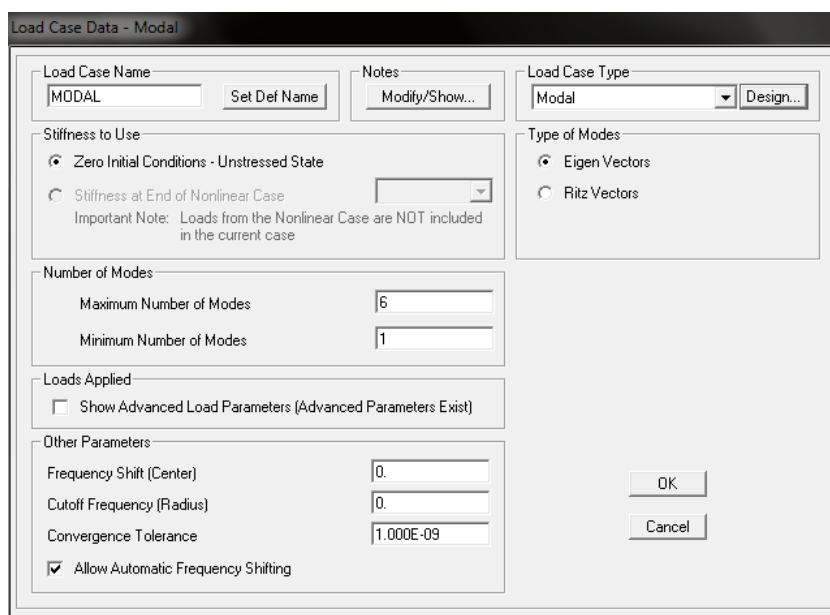 Load Case Data - Modal
Load Case Name
MODAL
Set Def Name
Notes
Modify/Show...
Load Case Type
Modal
Design...
Stiffness to Use
Zero Initial Conditions - Unstressed State
Stiffness at End of Nonlinear Case
Important Note: Loads from the Nonlinear Case are NOT included
in the current case
Type of Modes
Eigen Vectors
Ritz Vectors
Number of Modes
Maximum Number of Modes 6
Minimum Number of Modes 1
Loads Applied
Show Advanced Load Parameters (Advanced Parameters Exist)
Other Parameters
Frequency Shift (Center) 0.
Cutoff Frequency (Radius) 0.
Convergence Tolerance 1.000E-09
Allow Automatic Frequency Shifting
OK
Cancel